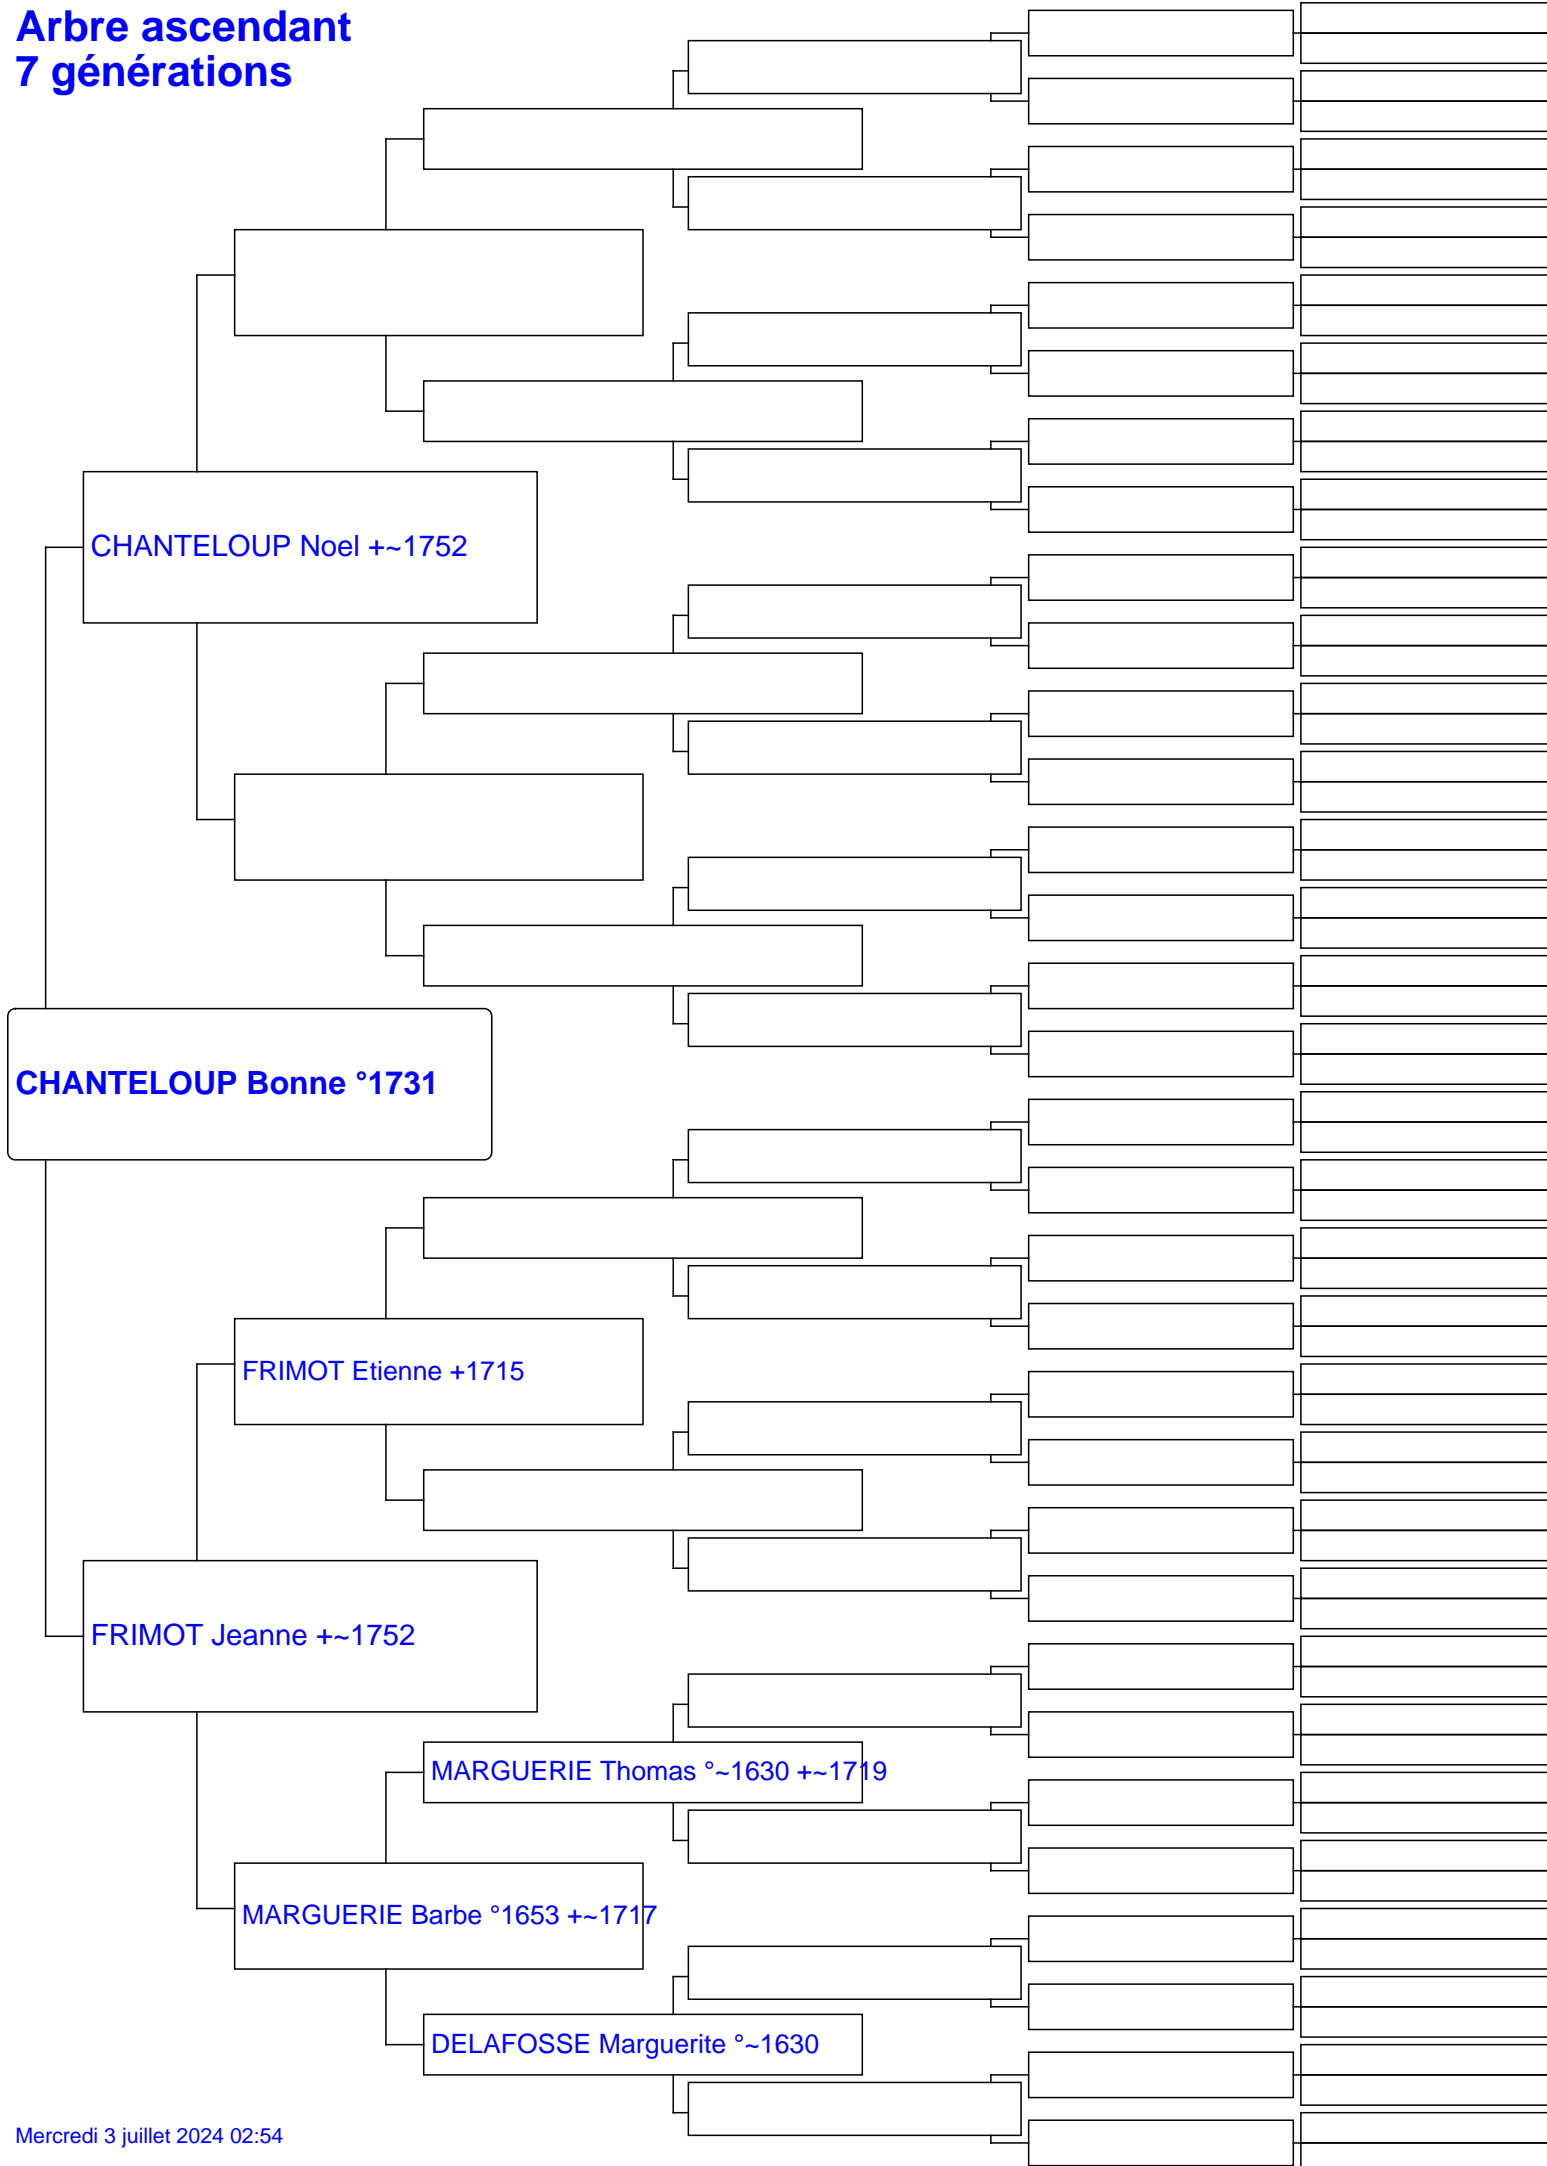 Arbre ascendant
7 générations
CHANTELOUP Noel +~1752
CHANTELOUP Bonne °1731
FRIMOT Etienne +1715
FRIMOT Jeanne +~1752
MARGUERIE Thomas °~1630 +~1719
MARGUERIE Barbe °1653 +~1717
DELAFOSSE Marguerite °~1630
Mercredi 3 juillet 2024 02:54